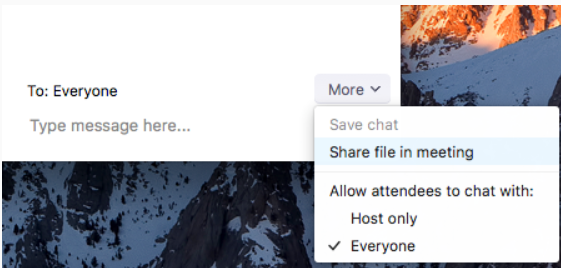 To: Everyone
More
Type message here...
Save chat
Share file in meeting
Allow attendees to chat with:
Host only
Everyone